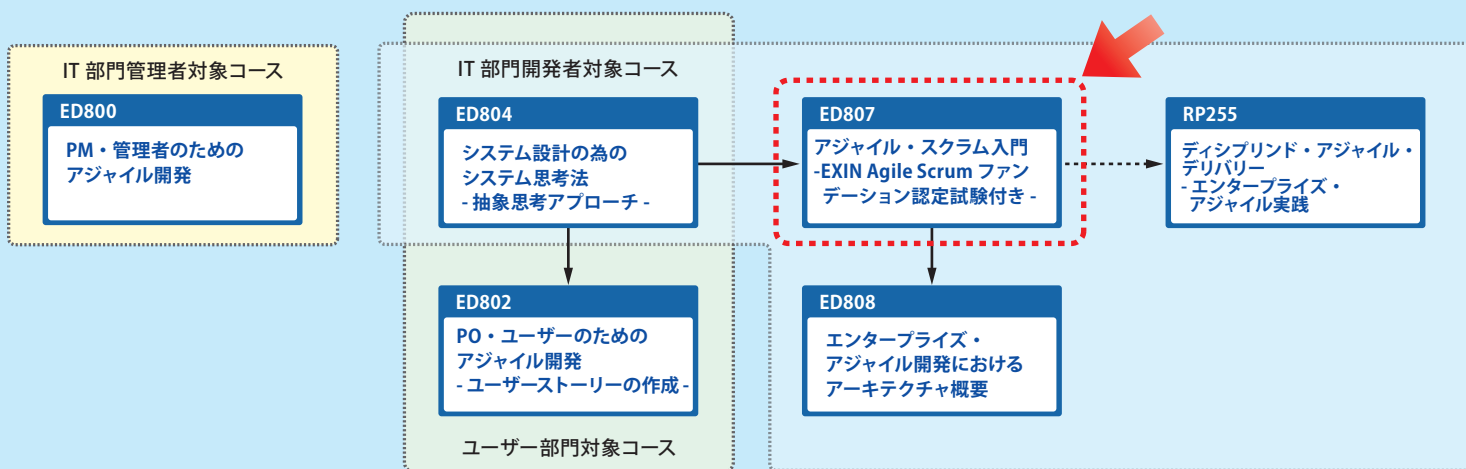 IT 部門管理者対象コース
ED800
PM・管理者のための
アジャイル開発
IT 部門開発者対象コース
ED804
システム設計の為の
システム思考法
- 抽象思考アプローチ -
ED807
アジャイル・スクラム入門
-EXIN Agile Scrum ファン
デーション認定試験付き -
RP255
ディシプリンド・アジャイル・
デリバリー
- エンタープライズ・
アジャイル実践
ED802
PO・ユーザーのための
アジャイル開発
- ユーザーストーリーの作成 -
ED808
エンタープライズ・
アジャイル開発における
アーキテクチャ概要
ユーザー部門対象コース